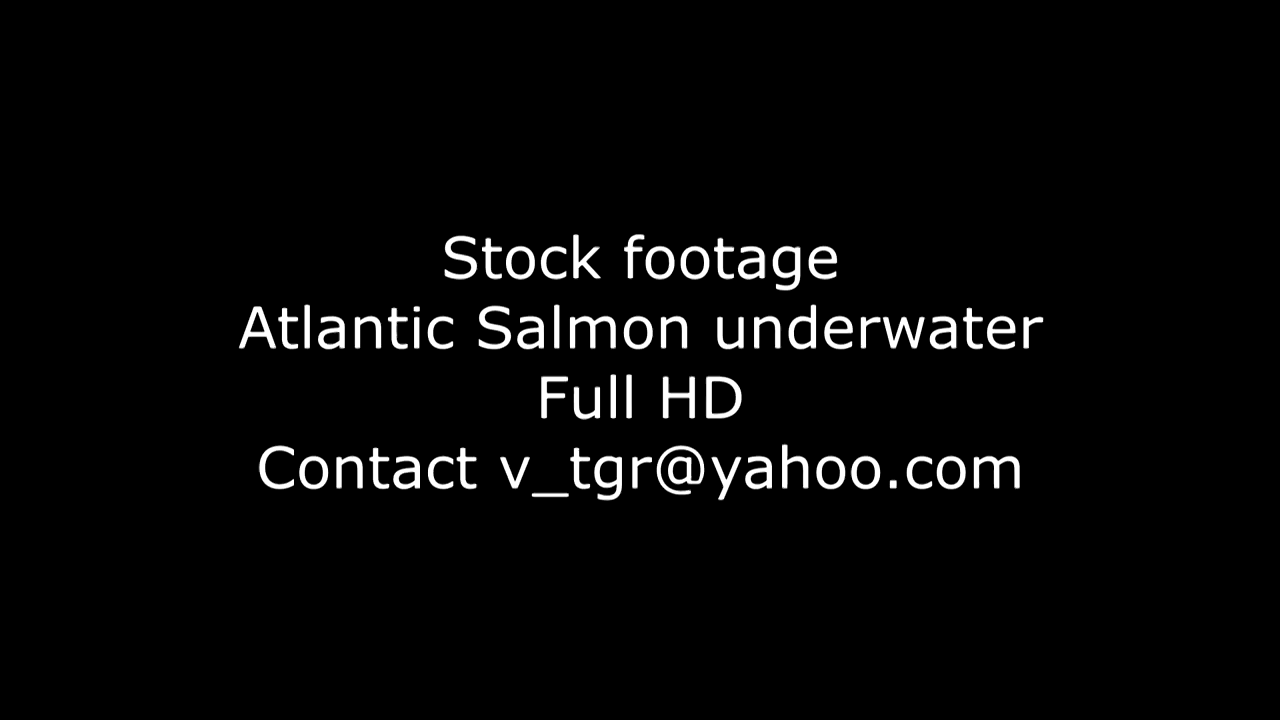 Stock footage
Atlantic Salmon underwater
Full HD
Contact v_tgr@yahoo.com